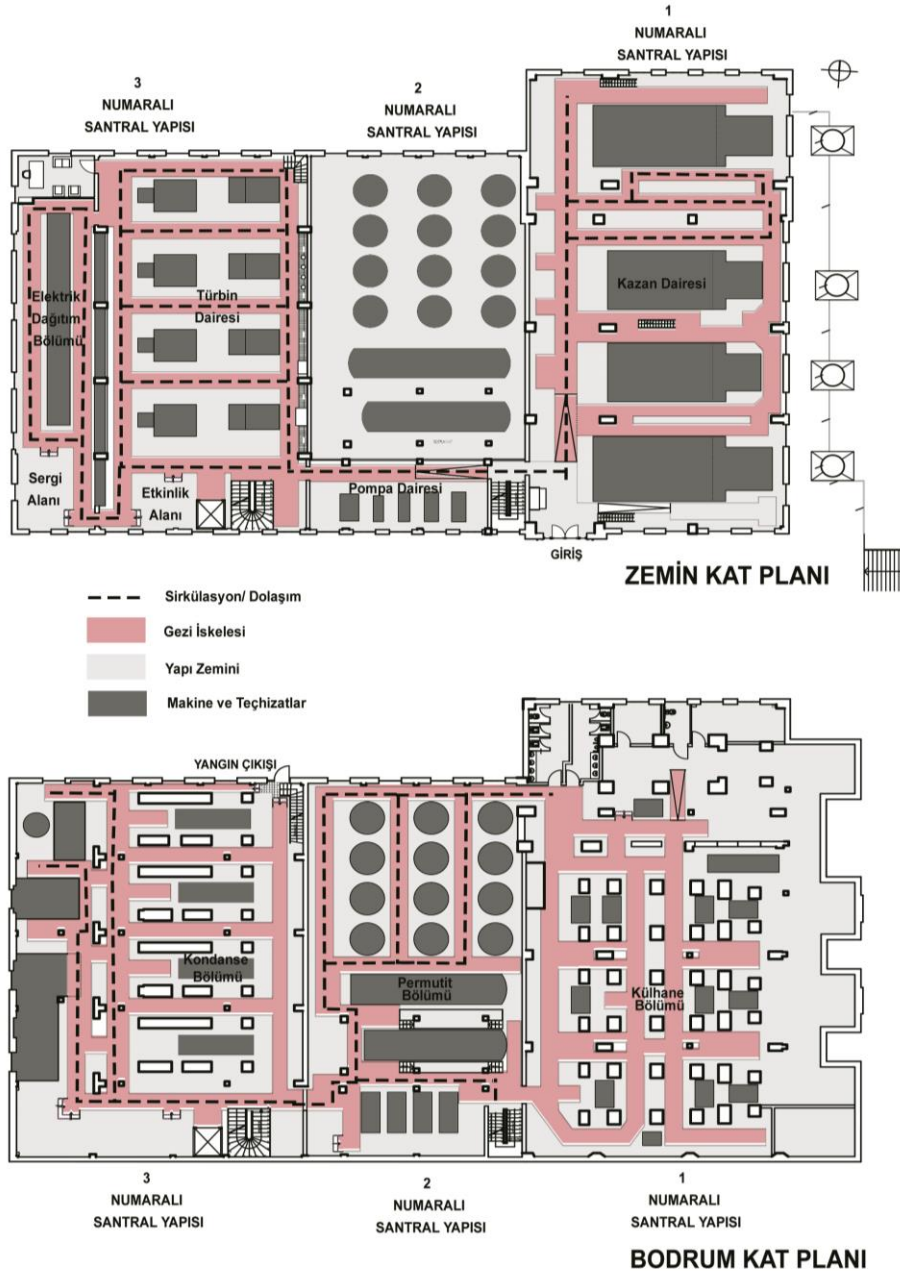 1
NUMARALI
SANTRAL YAPISI
2
NUMARALI
SANTRAL YAPISI
3
NUMARALI
SANTRAL YAPISI
Elektrik
Dağıtım
Bölümü
Türbin
Dairesi
Kazan Dairesi
Sergi
Alanı
Etkinlik
Alanı
Pompa Dairesi
GİRİŞ
ZEMİN KAT PLANI
Sirkülasyon/ Dolaşım
Gezi İskelesi
Yapı Zemini
Makine ve Teçhizatlar
YANGIN ÇIKIŞI
Kondanse
Bölümü
Permutit
Bölümü
Külhane
Bölümü
3
NUMARALI
SANTRAL YAPISI
2
NUMARALI
SANTRAL YAPISI
1
NUMARALI
SANTRAL YAPISI
BODRUM KAT PLANI